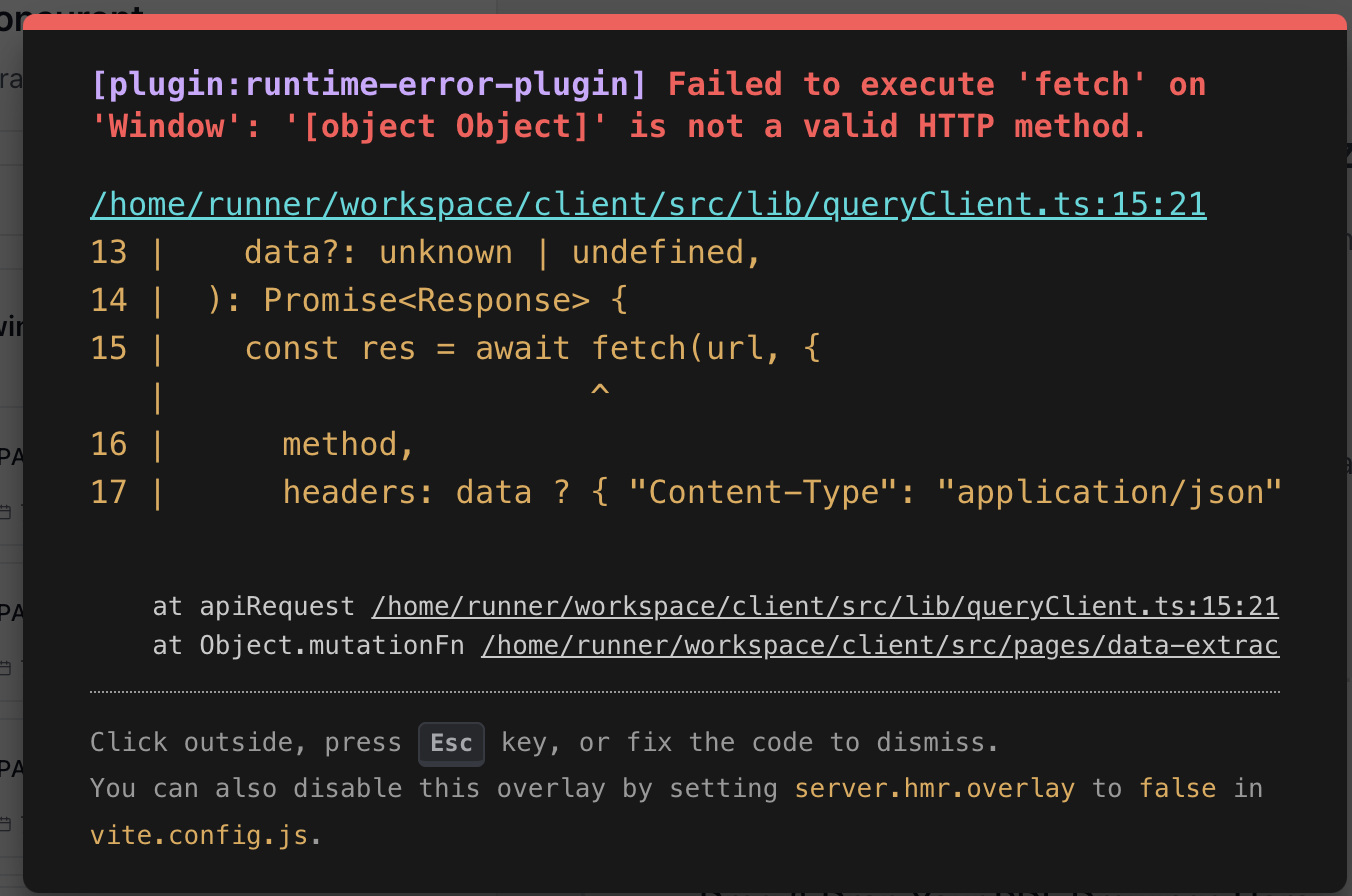 [plugin:runtime-error-plugin] Failed to execute 'fetch' on
'Window': '[object Object]' is not a valid HTTP method.
/home/runner/workspace/client/src/lib/queryClient.ts:15:21
13 |    data?: unknown | undefined,
14 |  ): Promise<Response> {
15 |    const res = await fetch(url, {
   |                      ^
16 |      method,
17 |      headers: data ? { "Content-Type": "application/json"
at apiRequest /home/runner/workspace/client/src/lib/queryClient.ts:15:21
at Object.mutationFn /home/runner/workspace/client/src/pages/data-extrac
Click outside, press Esc key, or fix the code to dismiss.
You can also disable this overlay by setting server.hmr.overlay to false in
vite.config.js.